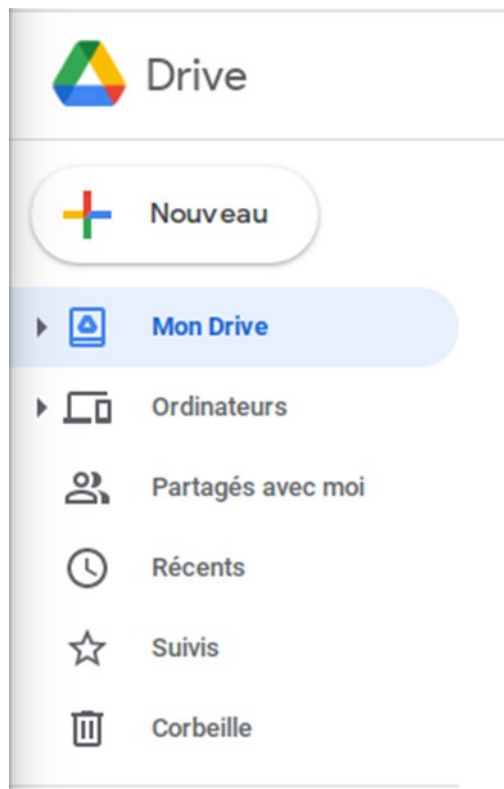 Drive
Nouveau
Mon Drive
Ordinateurs
Partagés avec moi
Récents
Suivis
Corbeille